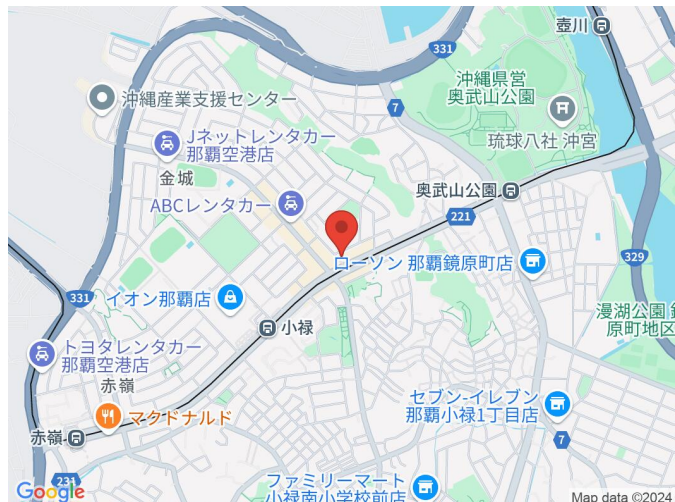 壺川
331
沖縄県営
奥武山公園
沖縄産業支援センター
7
琉球八社 沖宮
Jネットレンタカー
那覇空港店
金城
奥武山公園
ABCレンタカー
221
ローソン 那覇鏡原町店
329
331
イオン那覇店
漫湖公園 鏡
原町地区
小禄
トヨタレンタカー
那覇空港店
赤嶺
セブン-イレブン
那覇小禄1丁目店
マクドナルド
赤嶺
7
231
ファミリーマート
小禄南小学校前店
Google
Map data ©2024